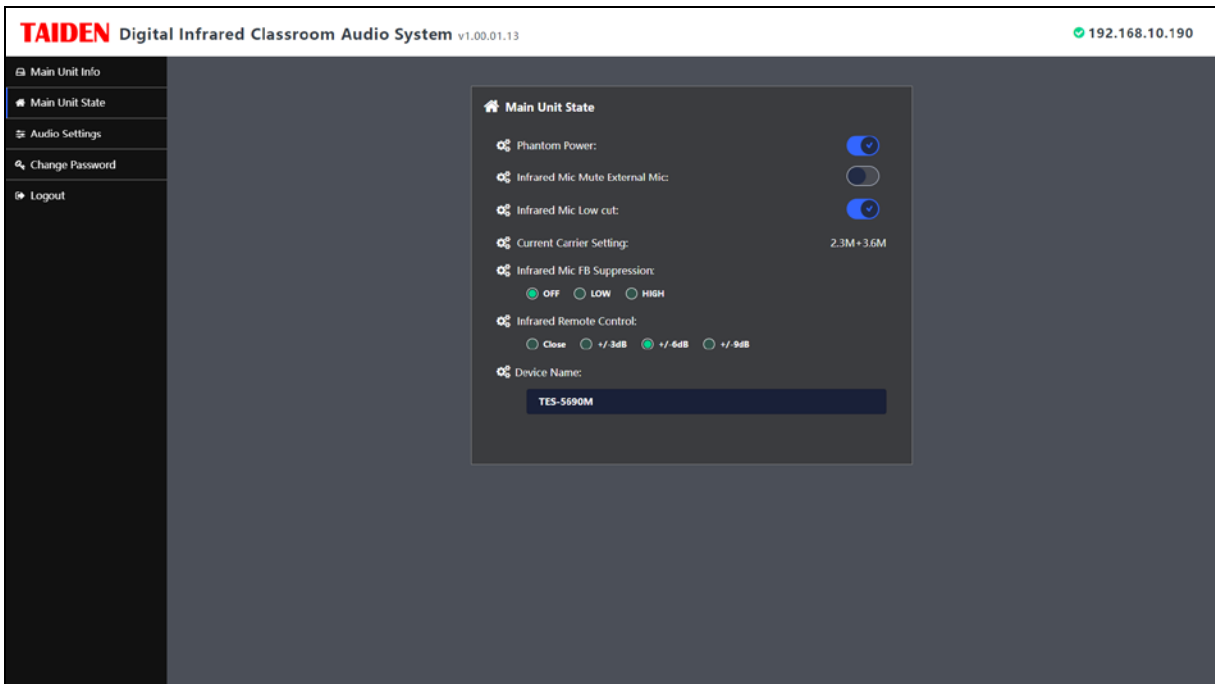 TAIDEN Digital Infrared Classroom Audio System v1.00.01.13
192.168.10.190
Main Unit Info
Main Unit State
Audio Settings
Change Password
Logout
Main Unit State
Phantom Power:
Infrared Mic Mute External Mic:
Infrared Mic Low cut:
Current Carrier Setting: 2.3M+3.6M
Infrared Mic FB Suppression:
OFF LOW HIGH
Infrared Remote Control:
Close +/-3dB +/-6dB +/-9dB
Device Name:
TES-5690M